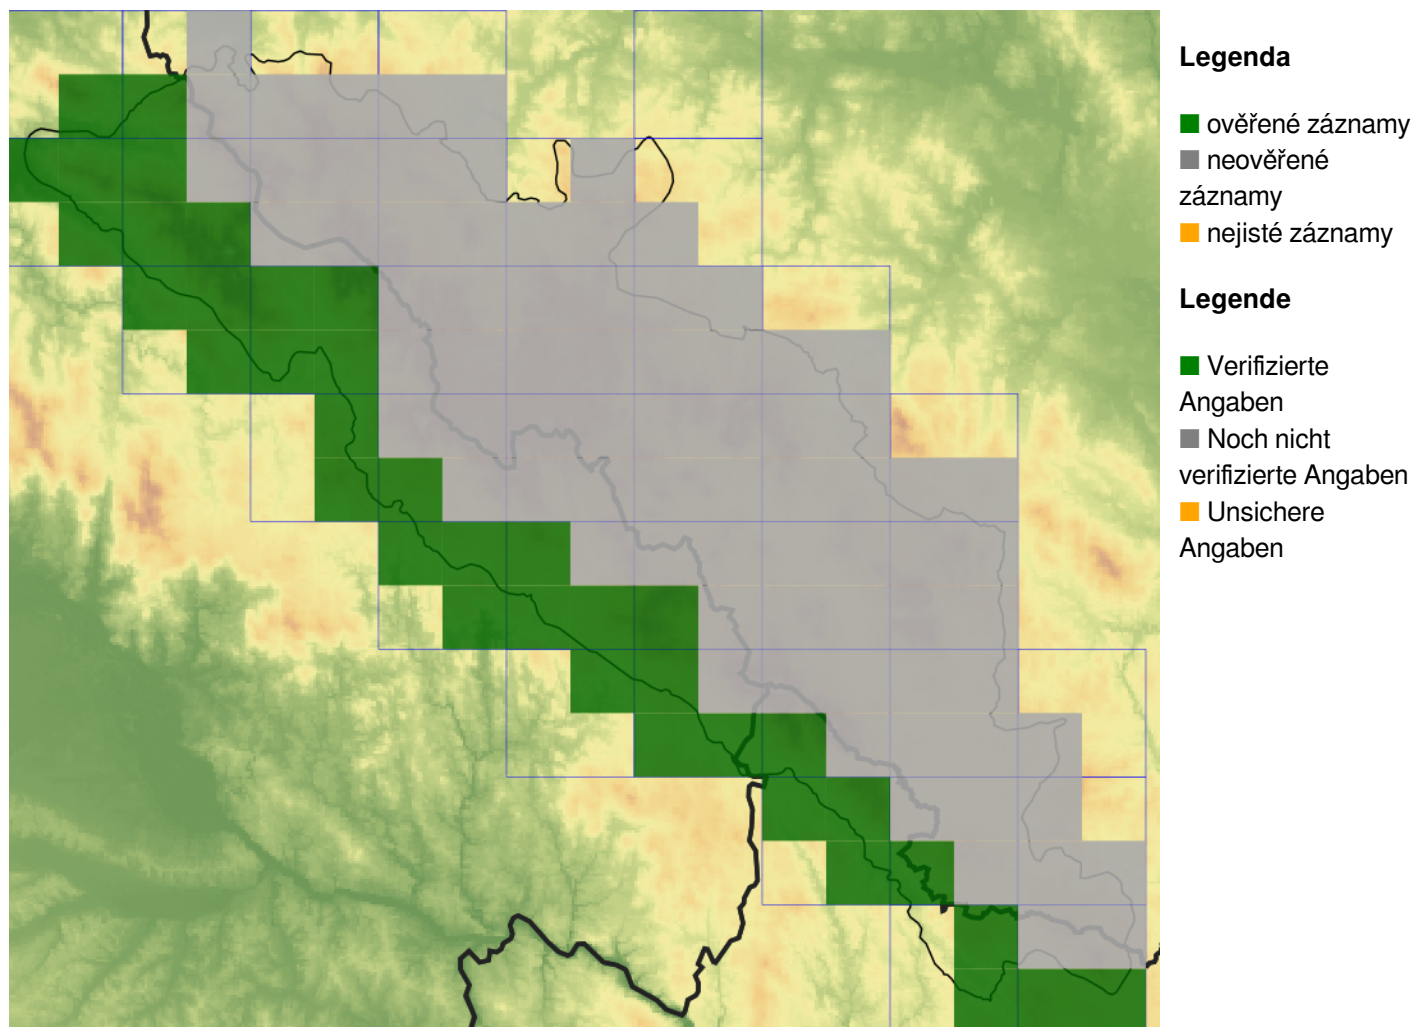 Legenda
ověřené záznamy
neověřené
záznamy
nejisté záznamy
Legende
Verifizierte
Angaben
Noch nicht
verifizierte Angaben
Unsichere
Angaben